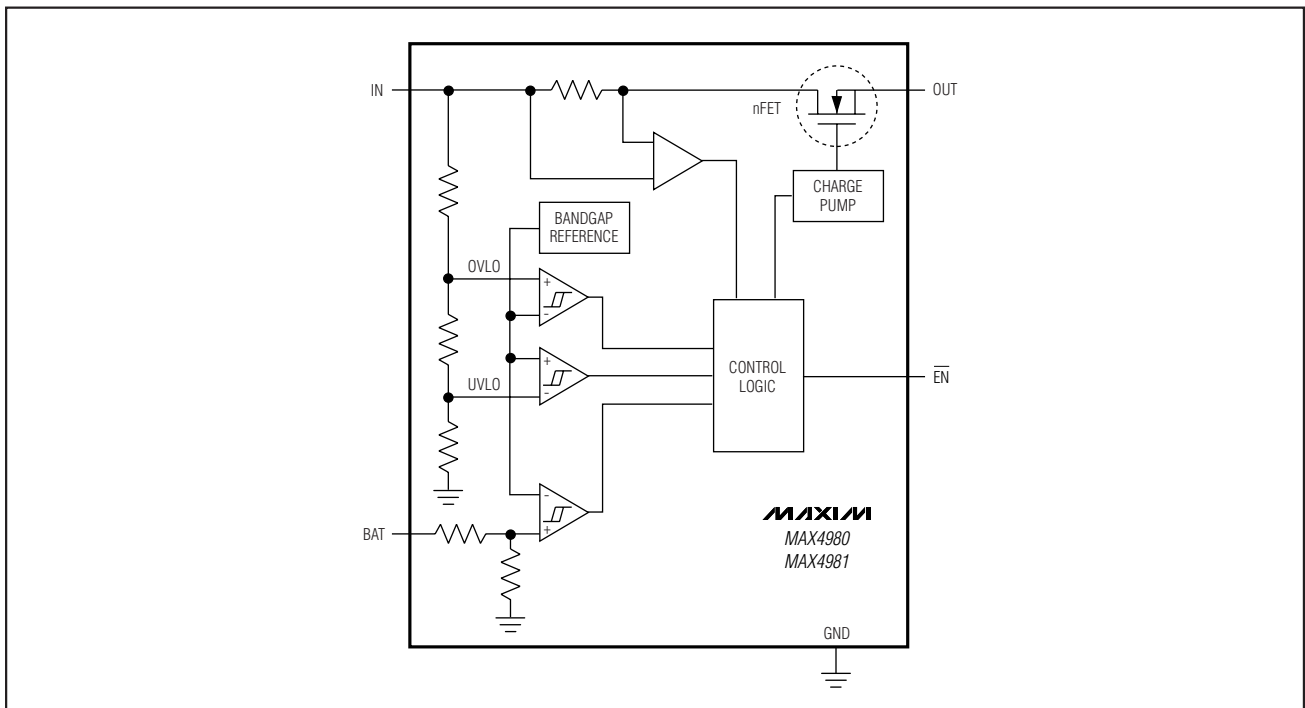 IN
OUT
nFET
CHARGE
PUMP
BANDGAP
REFERENCE
OVLO
+
-
+
CONTROL
LOGIC
EN
UVLO
-
-
+
BAT
MAXIM
MAX4980
MAX4981
GND